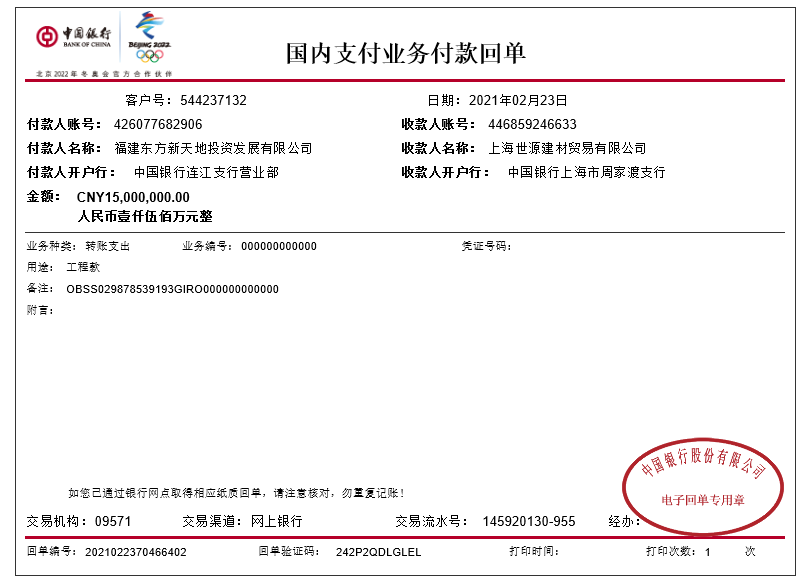 中国银行
BANK OF CHINA
BEIJING 2022
北京2022年冬奥会官方合作伙伴
国内支付业务付款回单
客户号：544237132 日期：2021年02月23日
付款人账号：426077682906 收款人账号：446859246633
付款人名称：福建东方新天地投资发展有限公司 收款人名称：上海世源建材贸易有限公司
付款人开户行：中国银行连江支行营业部 收款人开户行：中国银行上海市周家渡支行
金额：CNY15,000,000.00
人民币壹仟伍佰万元整
业务种类：转账支出 业务编号：000000000000 凭证号码：
用途：工程款
备注：OBSS029878539193GIRO000000000000
附言：
中国银行股份有限公司
电子回单专用章
如您已通过银行网点取得相应纸质回单，请注意核对，勿重复记账！
交易机构：09571 交易渠道：网上银行 交易流水号：145920130-955 经办：
回单编号：2021022370466402 回单验证码：242P2QDLGLEL 打印时间： 打印次数：1 次